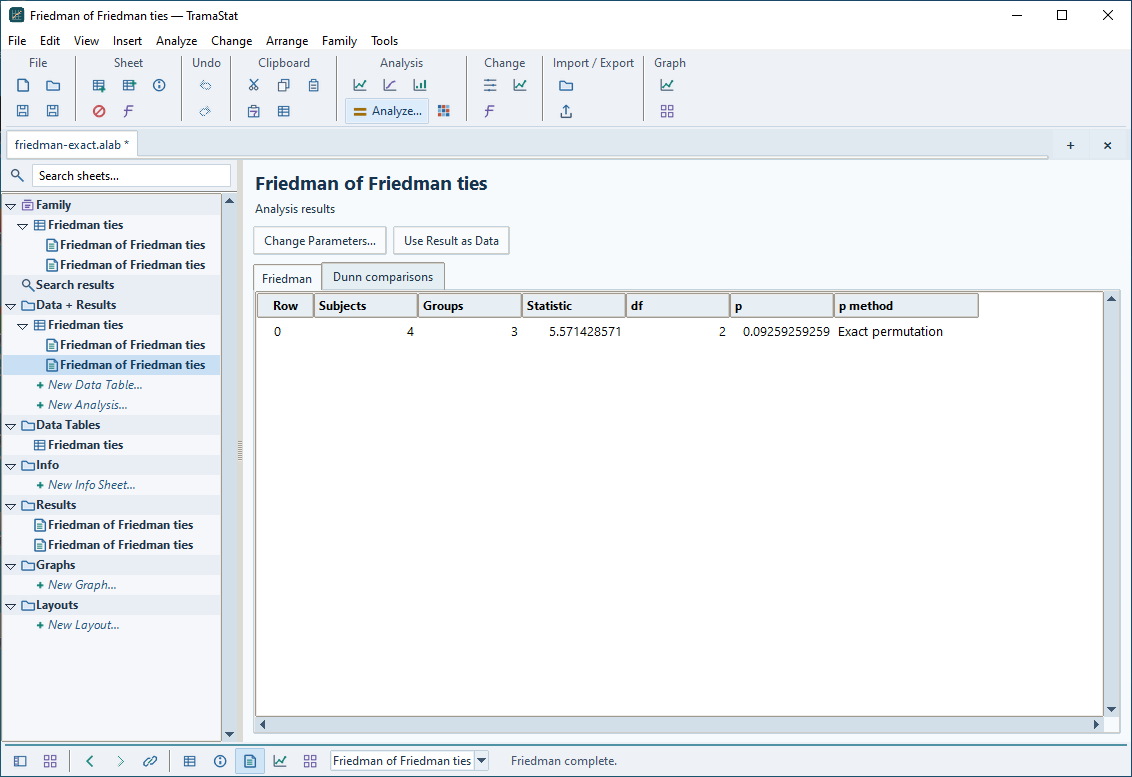 Friedman of Friedman ties — TramaStat
File Edit View Insert Analyze Change Arrange Family Tools
File Sheet Undo Clipboard Analysis Change Import / Export Graph
Analyze...
friedman-exact.alab *
Search sheets...
Family
Friedman ties
Friedman of Friedman ties
Friedman of Friedman ties
Search results
Data + Results
Friedman ties
Friedman of Friedman ties
Friedman of Friedman ties
New Data Table...
New Analysis...
Data Tables
Friedman ties
Info
New Info Sheet...
Results
Friedman of Friedman ties
Friedman of Friedman ties
Graphs
New Graph...
Layouts
New Layout...
Friedman of Friedman ties
Analysis results
Change Parameters... Use Result as Data
Friedman Dunn comparisons
Row Subjects Groups Statistic df p p method
0 4 3 5.571428571 2 0.09259259259 Exact permutation
Friedman of Friedman ties Friedman complete.